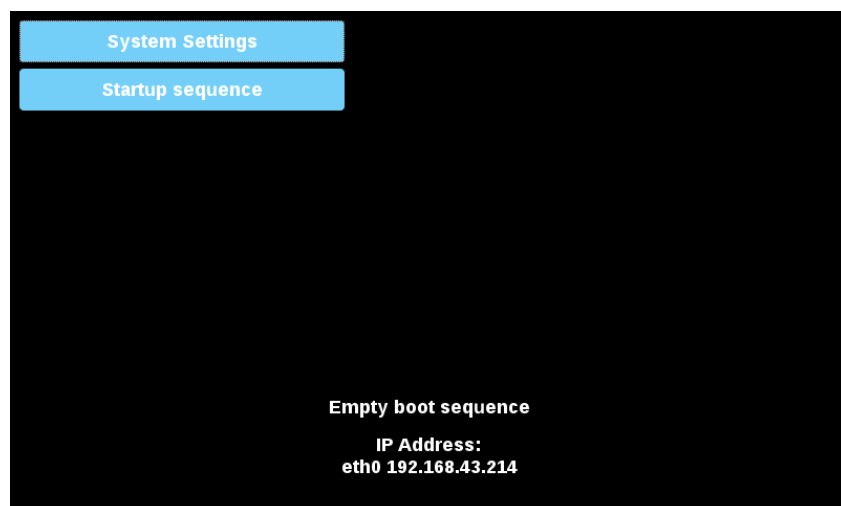 System Settings
Startup sequence
Empty boot sequence
IP Address:
eth0 192.168.43.214